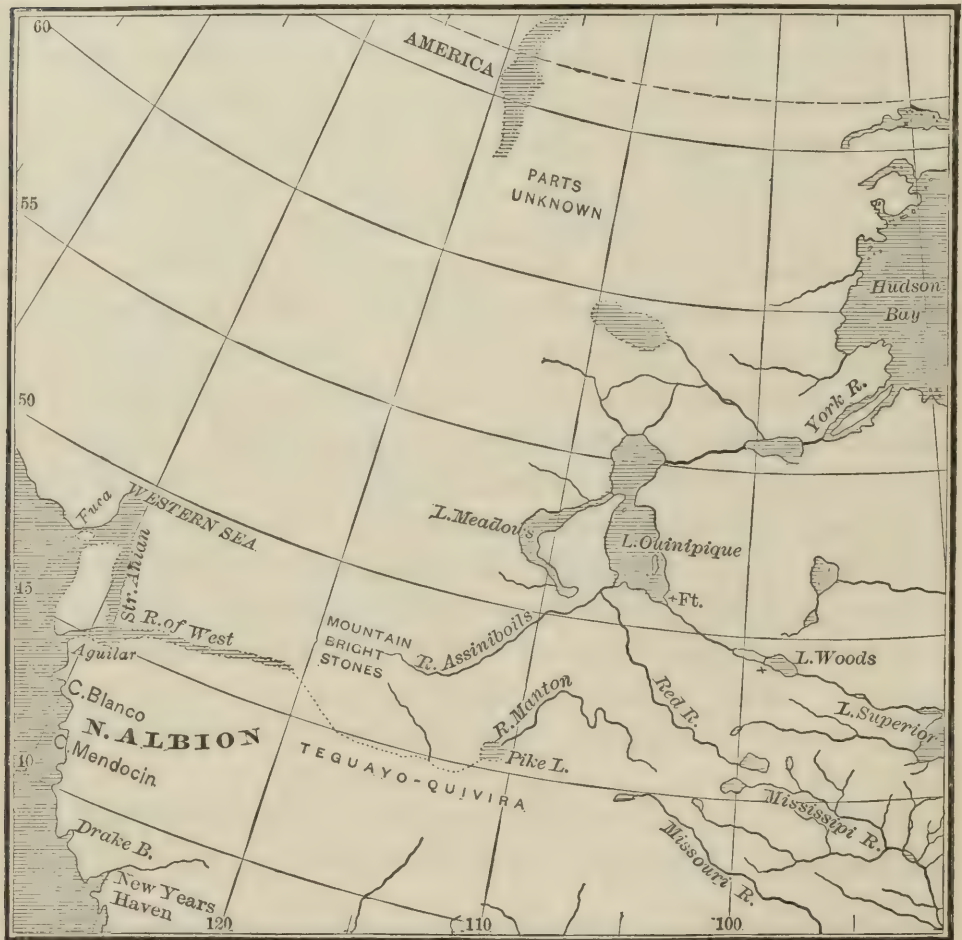 60
AMERICA
PARTS
UNKNOWN
55
Hudson
Bay
York R.
50
Fuca
WESTERN SEA
Str. Anian
L. Meadows
L. Ouinipique
+Ft.
45
R. of West
Aguilar
MOUNTAIN
BRIGHT
STONES
R. Assiniboils
L. Woods
C. Blanco
N. ALBION
C. Mendocin
R. Manton
Red R.
L. Superior
40
TEGUAYO-QUIVIRA
Pike L.
Mississipi R.
Missouri R.
Drake B.
New Years
Haven
120
110
100